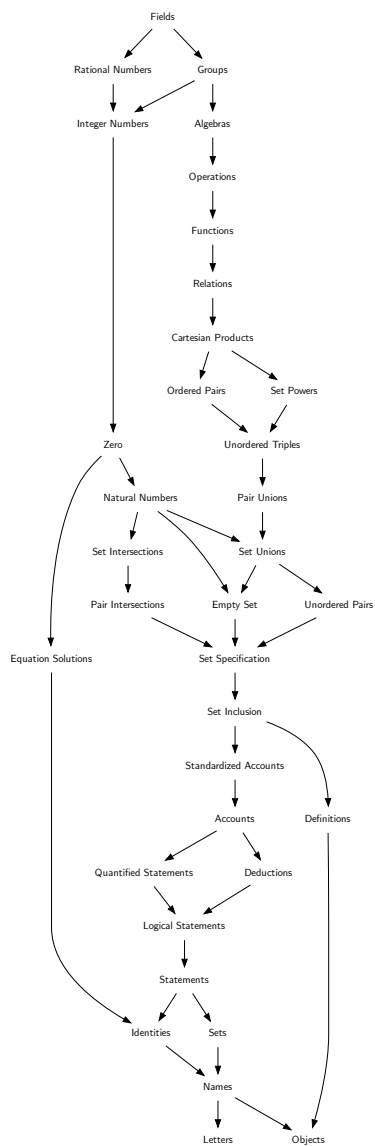 Fields
Rational Numbers
Groups
Integer Numbers
Algebras
Operations
Functions
Relations
Cartesian Products
Ordered Pairs
Set Powers
Zero
Unordered Triples
Natural Numbers
Pair Unions
Set Intersections
Set Unions
Pair Intersections
Empty Set
Unordered Pairs
Equation Solutions
Set Specification
Set Inclusion
Standardized Accounts
Accounts
Definitions
Quantified Statements
Deductions
Logical Statements
Statements
Identities
Sets
Names
Letters
Objects